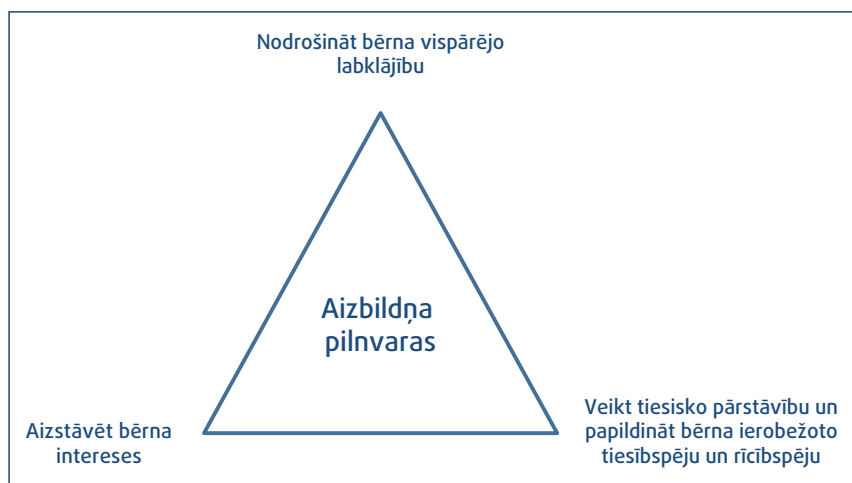 Nodrošināt bērna vispārējo
labklājību
Aizbildņa
pilnvaras
Aizstāvēt bērna
intereses
Veikt tiesisko pārstāvību un
papildināt bērna ierobežoto
tiesībspēju un rīcībspēju